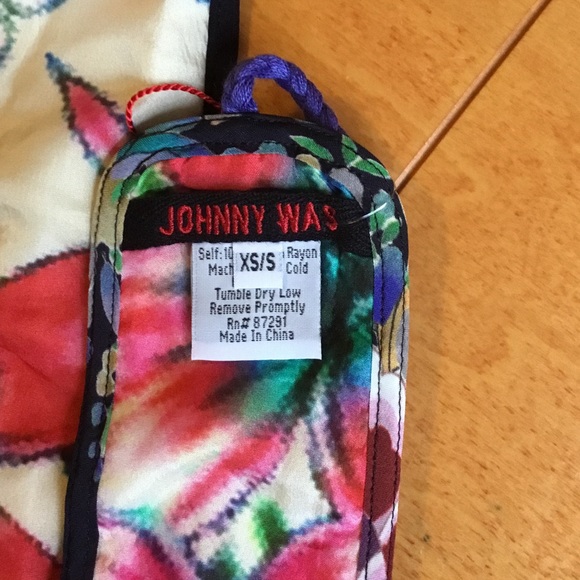 JOHNNY WAS
Self: 10 Rayon
XS/S
Mach Cold
Tumble Dry Low
Remove Promptly
Rn# 87291
Made In China